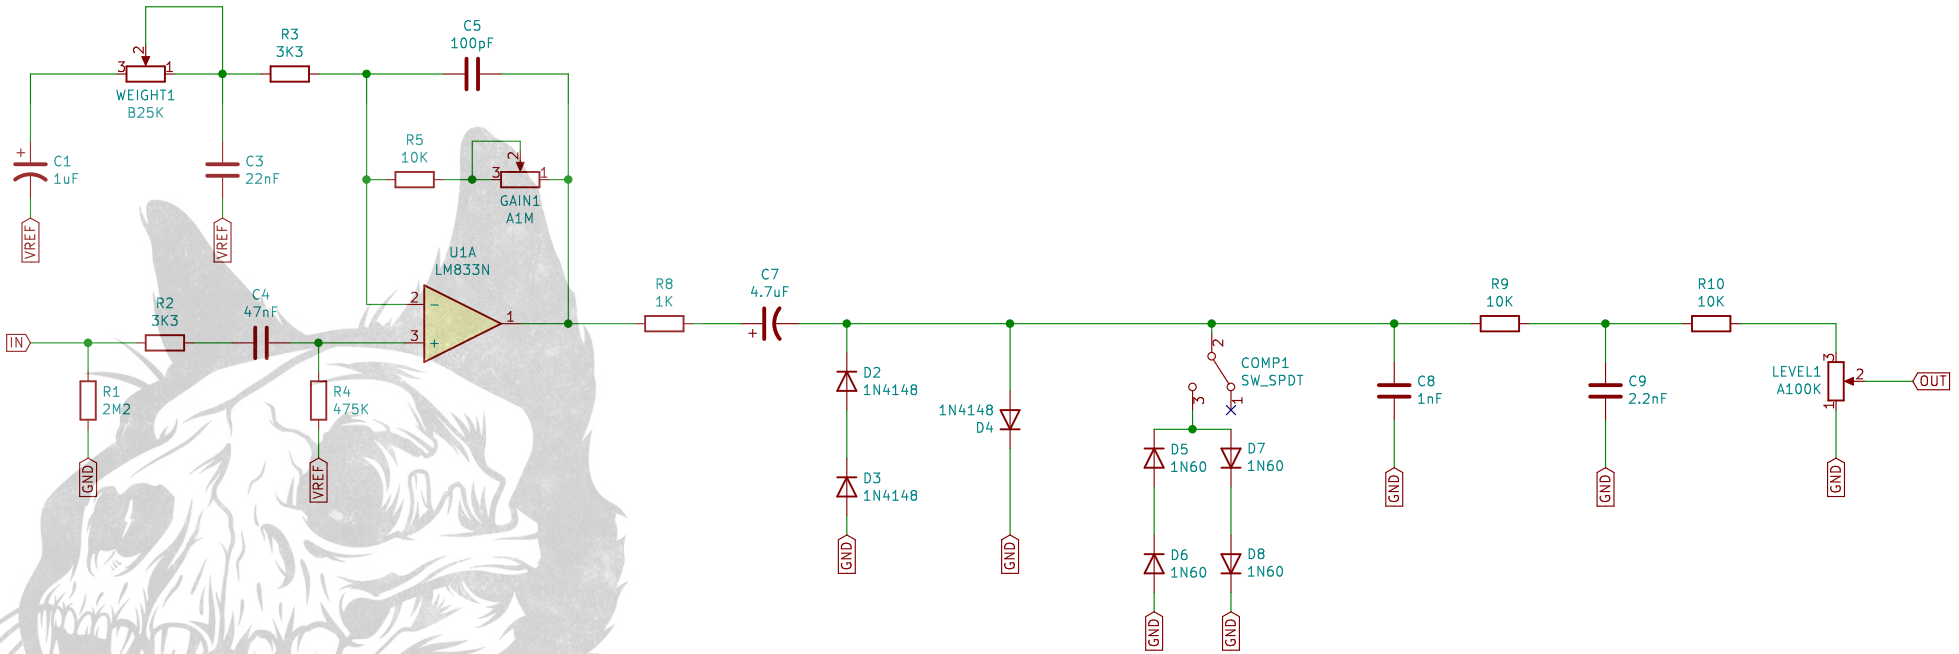 C5
100pF
R3
3K3
2
3
1
WEIGHT1
B25K
+
C1
1uF
C3
22nF
VREF
VREF
R5
10K
2
3
1
GAIN1
A1M
U1A
LM833N
2
−
1
3
+
IN
R2
3K3
C4
47nF
R1
2M2
R4
475K
GND
VREF
R8
1K
C7
4.7uF
+
D2
1N4148
D3
1N4148
GND
1N4148
D4
GND
2
COMP1
SW_SPDT
3
1
D5
1N60
D7
1N60
D6
1N60
D8
1N60
GND
GND
C8
1nF
GND
R9
10K
C9
2.2nF
GND
R10
10K
3
LEVEL1
A100K
2
1
OUT
GND